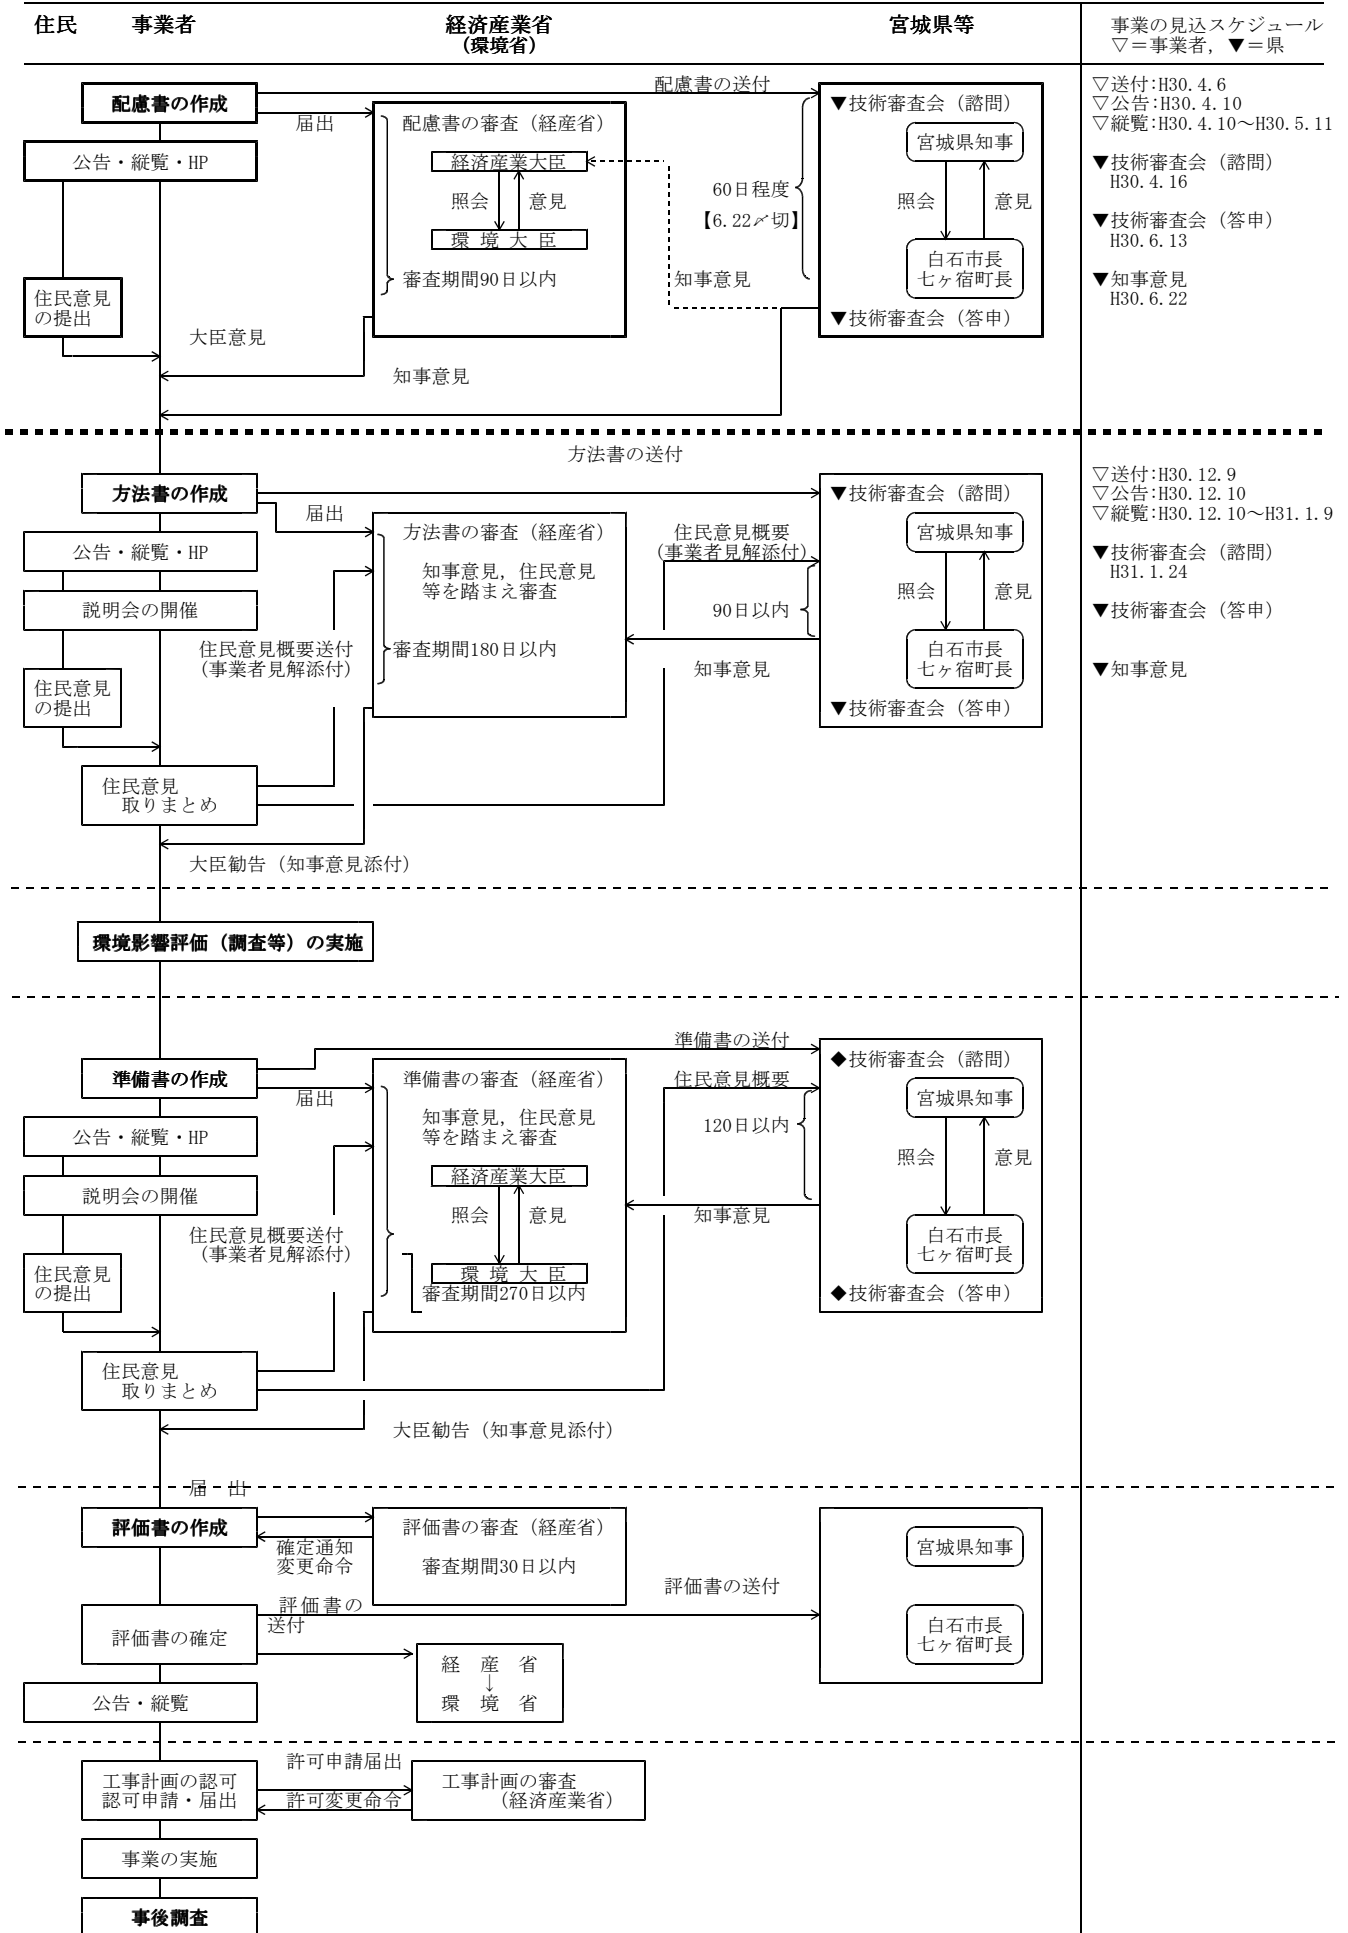 住民　事業者　経済産業省　宮城県等　事業の見込スケジュール
（環境省）　▽＝事業者，▼＝県
配慮書の送付　▽送付:H30.4.6
配慮書の作成　▼技術審査会（諮問）　▽公告:H30.4.10
届出　配慮書の審査（経産省）　▽縦覧:H30.4.10～H30.5.11
宮城県知事
公告・縦覧・HP　経済産業大臣　▼技術審査会（諮問）
60日程度　H30.4.16
照会　意見　照会　意見
【6.22〆切】　▼技術審査会（答申）
環 境 大 臣　H30.6.13
白石市長
審査期間90日以内　知事意見　七ヶ宿町長　▼知事意見
住民意見　H30.6.22
の提出　▼技術審査会（答申）
大臣意見
知事意見
方法書の送付
▽送付:H30.12.9
方法書の作成　▼技術審査会（諮問）　▽公告:H30.12.10
届出　▽縦覧:H30.12.10～H31.1.9
方法書の審査（経産省）　住民意見概要　宮城県知事
公告・縦覧・HP　（事業者見解添付）　▼技術審査会（諮問）
知事意見，住民意見　H31.1.24
等を踏まえ審査　照会　意見
説明会の開催　90日以内　▼技術審査会（答申）
住民意見概要送付　審査期間180日以内　白石市長
（事業者見解添付）　知事意見　七ヶ宿町長　▼知事意見
住民意見
の提出　▼技術審査会（答申）
住民意見
取りまとめ
大臣勧告（知事意見添付）
環境影響評価（調査等）の実施
準備書の送付
◆技術審査会（諮問）
準備書の作成　準備書の審査（経産省）　住民意見概要
届出　宮城県知事
知事意見，住民意見　120日以内
公告・縦覧・HP　等を踏まえ審査
照会　意見
経済産業大臣
説明会の開催
照会　意見　知事意見
住民意見概要送付　白石市長
（事業者見解添付）　七ヶ宿町長
住民意見　環 境 大 臣
の提出　審査期間270日以内　◆技術審査会（答申）
住民意見
取りまとめ
大臣勧告（知事意見添付）
届　出
評価書の作成　評価書の審査（経産省）
確定通知　宮城県知事
変更命令　審査期間30日以内
評価書の送付
評価書の
送付　白石市長
評価書の確定　七ヶ宿町長
経　産　省
↓
公告・縦覧　環　境　省
許可申請届出
工事計画の認可　工事計画の審査
認可申請・届出　許可変更命令　（経済産業省）
事業の実施
事後調査